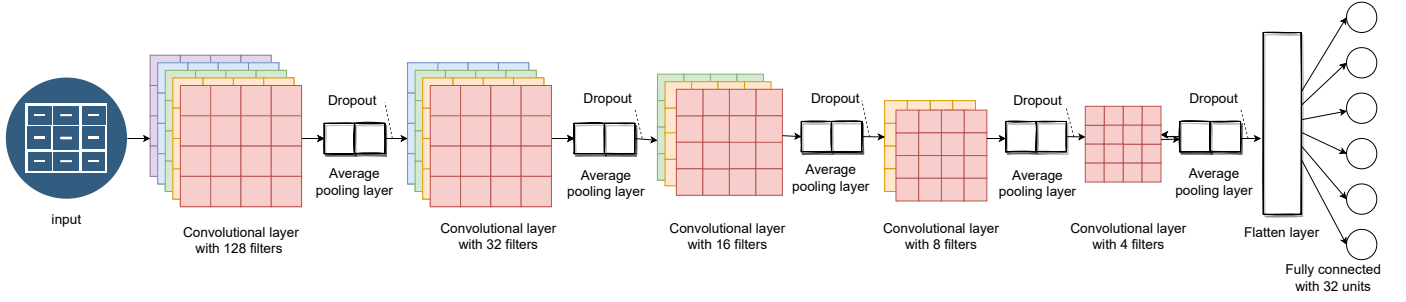 input
Convolutional layer
with 128 filters
Dropout
Average
pooling layer
Convolutional layer
with 32 filters
Dropout
Average
pooling layer
Convolutional layer
with 16 filters
Dropout
Average
pooling layer
Convolutional layer
with 8 filters
Dropout
Average
pooling layer
Convolutional layer
with 4 filters
Dropout
Average
pooling layer
Flatten layer
Fully connected
with 32 units